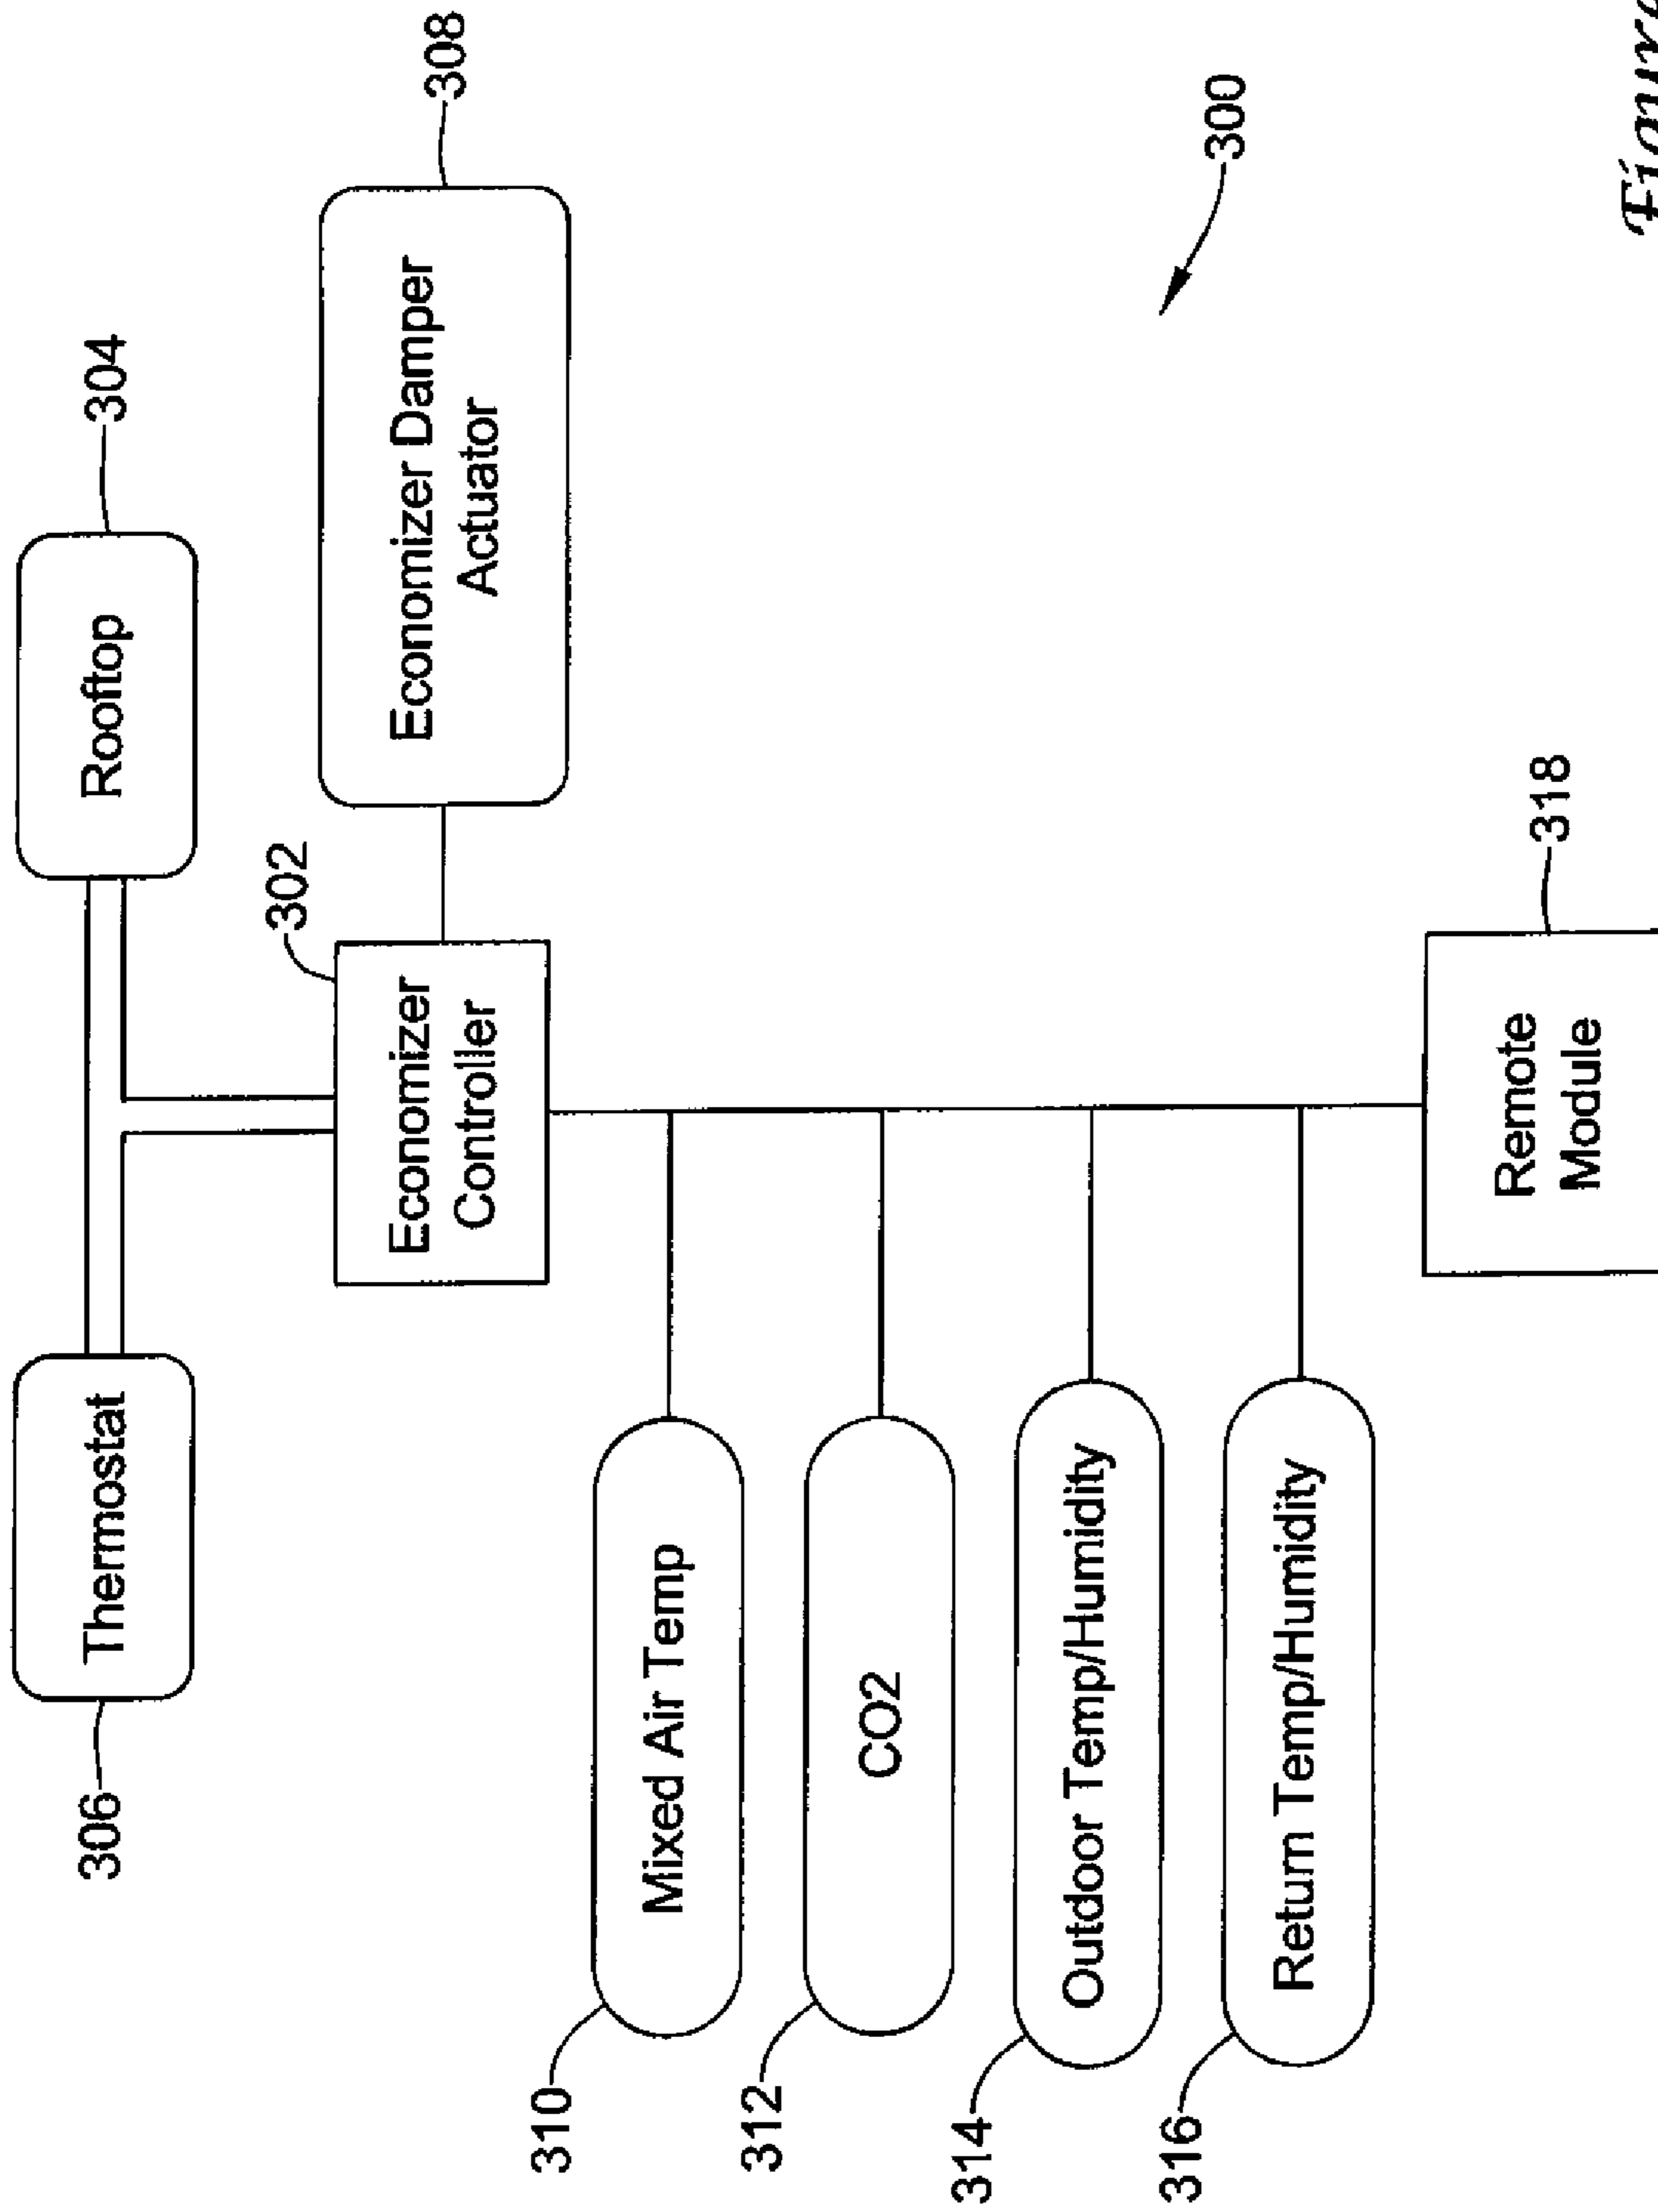 306
Thermostat
Rooftop
304
302
Economizer
Controller
Economizer Damper
Actuator
308
310
Mixed Air Temp
312
CO2
314
Outdoor Temp/Humidity
316
Return Temp/Humidity
300
Remote
Module
318